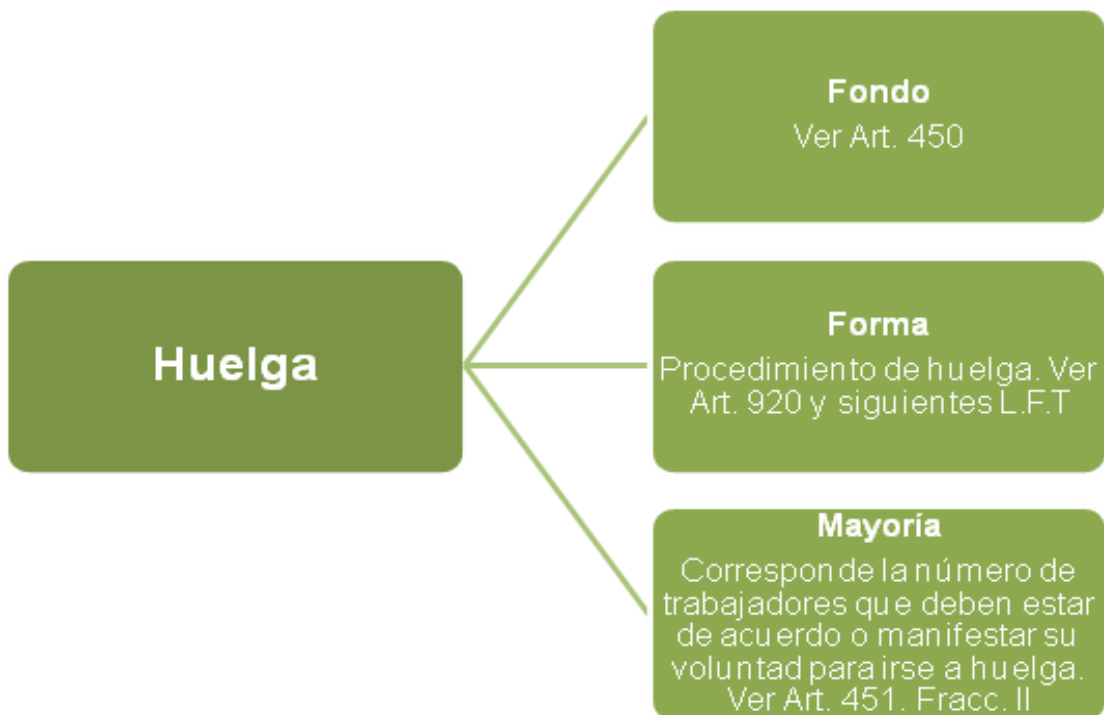 Huelga
Fondo
Ver Art. 450
Forma
Procedimiento de huelga. Ver
Art. 920 y siguientes L.F.T
Mayoría
Corresponde la número de
trabajadores que deben estar
de acuerdo o manifestar su
voluntad para irse a huelga.
Ver Art. 451. Fracc. II